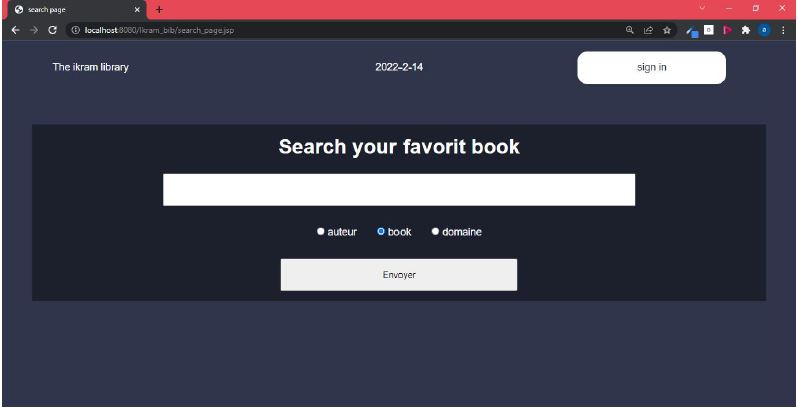 search page
localhost:8080/Ikram_bib/search_page.jsp
The ikram library
2022-2-14
sign in
Search your favorit book
auteur
book
domaine
Envoyer